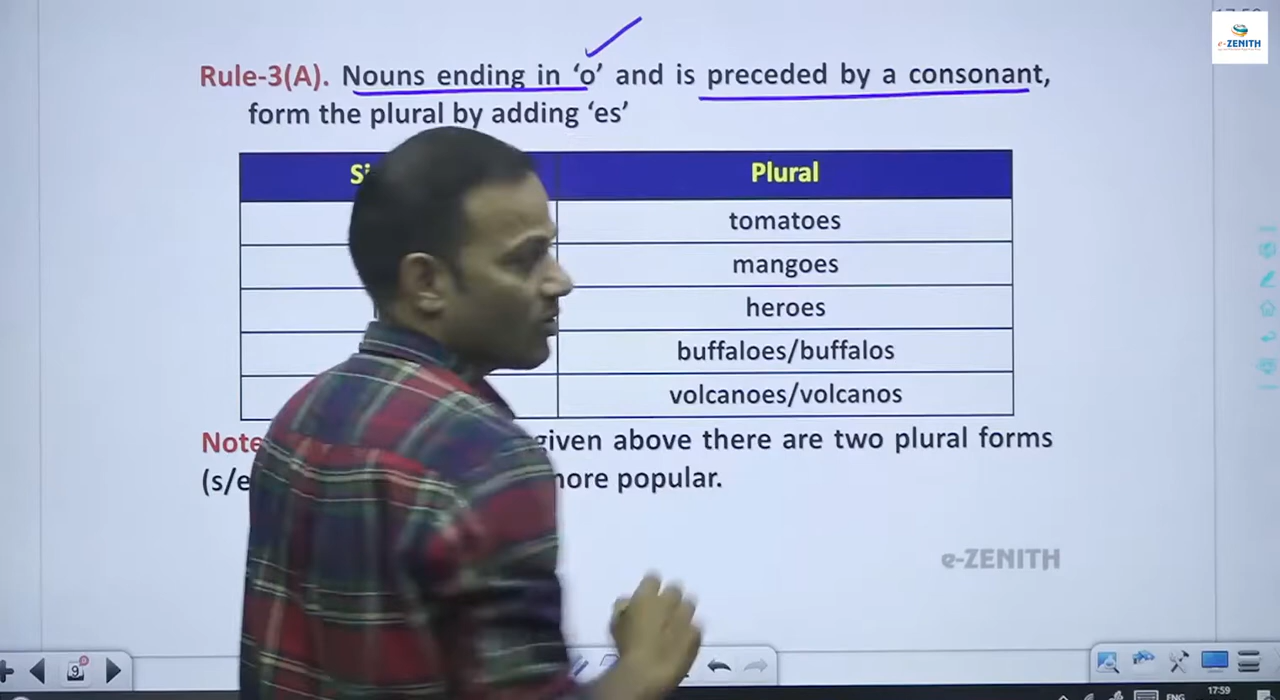 e-ZENITH
Rule-3(A). Nouns ending in ‘o’ and is preceded by a consonant,
form the plural by adding ‘es’
Plural
tomatoes
mangoes
heroes
buffaloes/buffalos
volcanoes/volcanos
Note given above there are two plural forms
(s/e more popular.
e-ZENITH
9
ENG
17:59